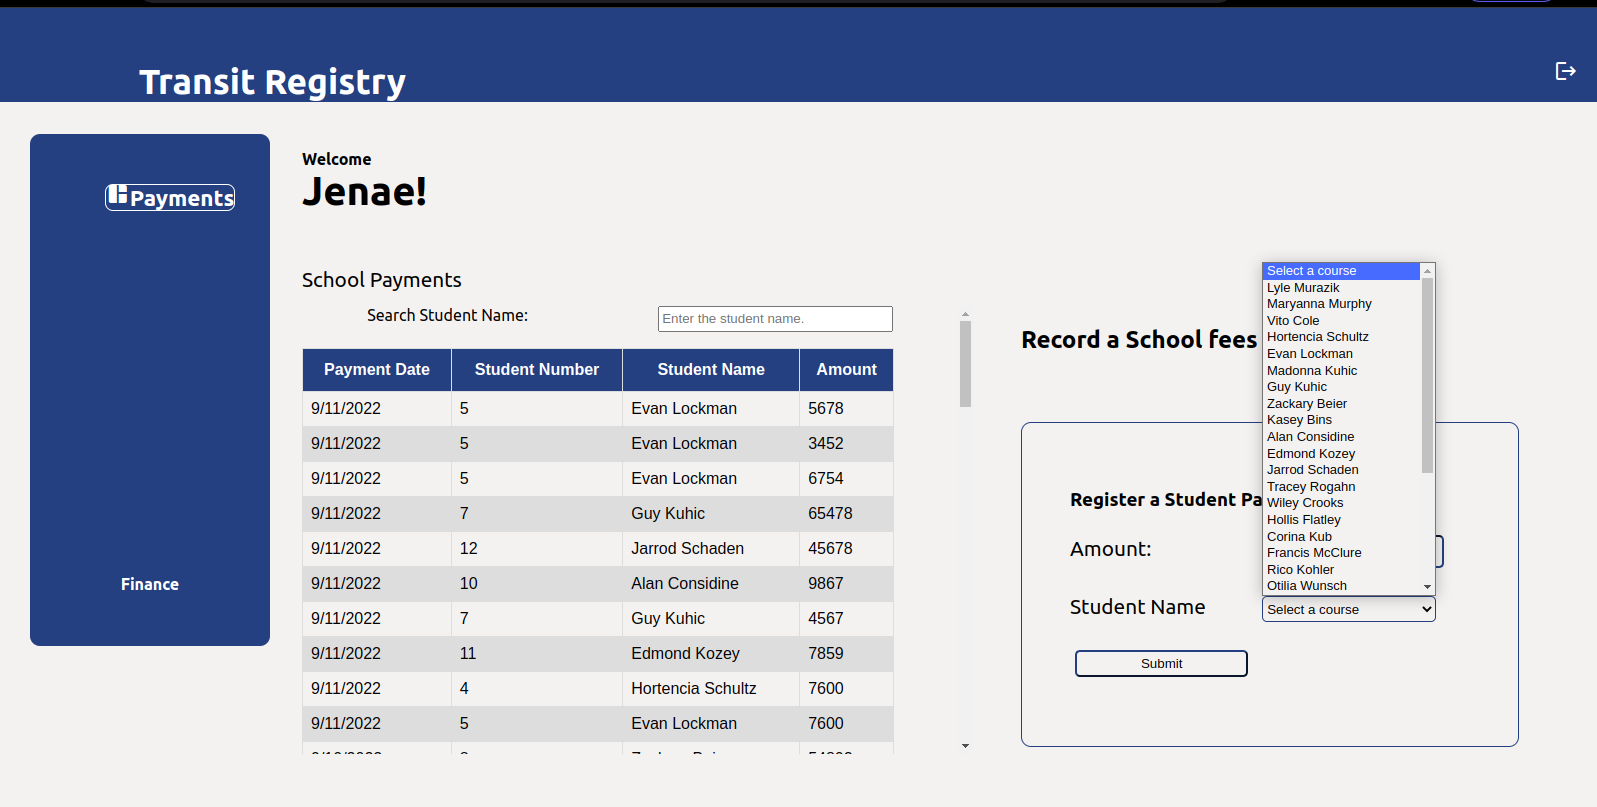 Transit Registry
Payments
Finance
Welcome
Jenae!
School Payments
Search Student Name:
Enter the student name.
Payment Date Student Number Student Name Amount
9/11/2022 5 Evan Lockman 5678
9/11/2022 5 Evan Lockman 3452
9/11/2022 5 Evan Lockman 6754
9/11/2022 7 Guy Kuhic 65478
9/11/2022 12 Jarrod Schaden 45678
9/11/2022 10 Alan Considine 9867
9/11/2022 7 Guy Kuhic 4567
9/11/2022 11 Edmond Kozey 7859
9/11/2022 4 Hortencia Schultz 7600
9/11/2022 5 Evan Lockman 7600
Record a School fees
Register a Student Pa
Amount:
Student Name
Select a course
Lyle Murazik
Maryanna Murphy
Vito Cole
Hortencia Schultz
Evan Lockman
Madonna Kuhic
Guy Kuhic
Zackary Beier
Kasey Bins
Alan Considine
Edmond Kozey
Jarrod Schaden
Tracey Rogahn
Wiley Crooks
Hollis Flatley
Corina Kub
Francis McClure
Rico Kohler
Otilia Wunsch
Select a course
Submit